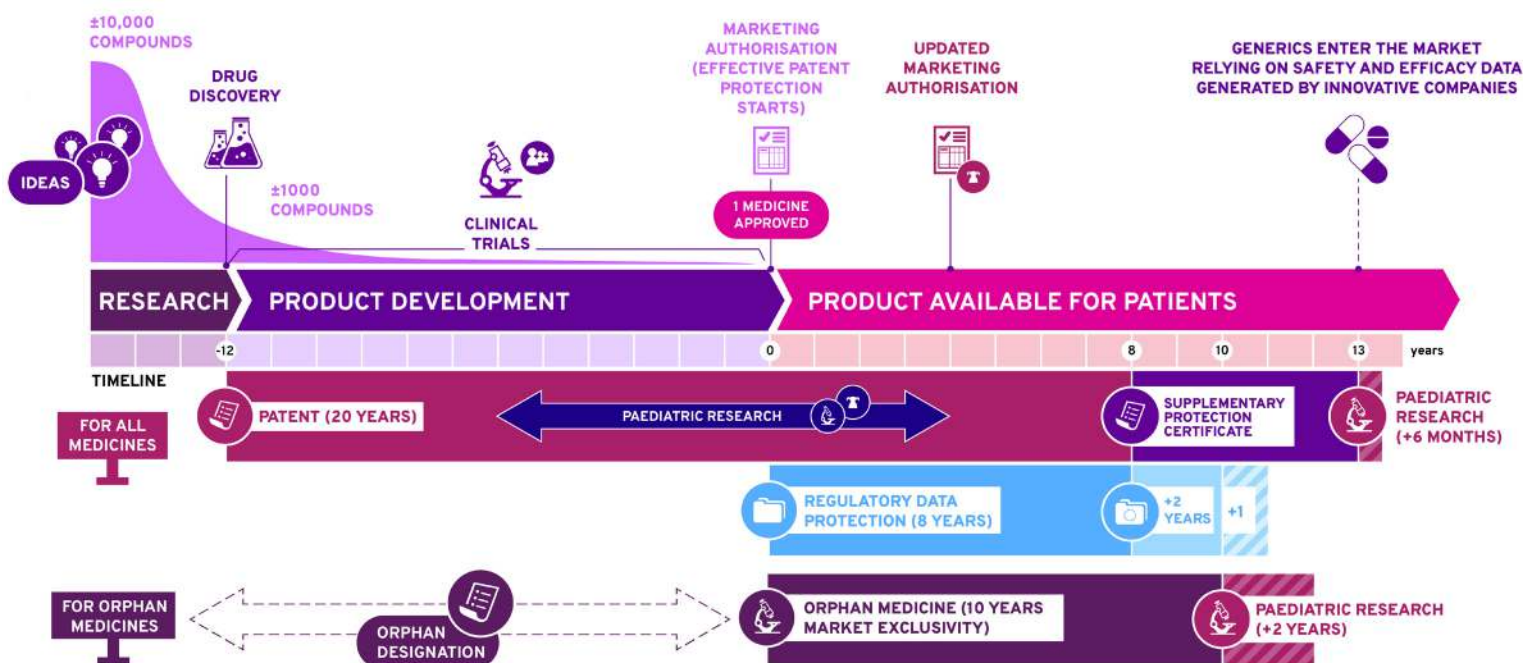 ±10,000
COMPOUNDS
IDEAS
DRUG
DISCOVERY
±1000
COMPOUNDS
CLINICAL
TRIALS
MARKETING
AUTHORISATION
(EFFECTIVE PATENT
PROTECTION
STARTS)
1 MEDICINE
APPROVED
UPDATED
MARKETING
AUTHORISATION
GENERICS ENTER THE MARKET
RELYING ON SAFETY AND EFFICACY DATA
GENERATED BY INNOVATIVE COMPANIES
RESEARCH
PRODUCT DEVELOPMENT
PRODUCT AVAILABLE FOR PATIENTS
-12 0 8 10 13 years
TIMELINE
FOR ALL
MEDICINES
PATENT (20 YEARS)
PAEDIATRIC RESEARCH
SUPPLEMENTARY
PROTECTION
CERTIFICATE
PAEDIATRIC
RESEARCH
(+6 MONTHS)
REGULATORY DATA
PROTECTION (8 YEARS)
+2
YEARS
+1
FOR ORPHAN
MEDICINES
ORPHAN
DESIGNATION
ORPHAN MEDICINE (10 YEARS
MARKET EXCLUSIVITY)
PAEDIATRIC RESEARCH
(+2 YEARS)